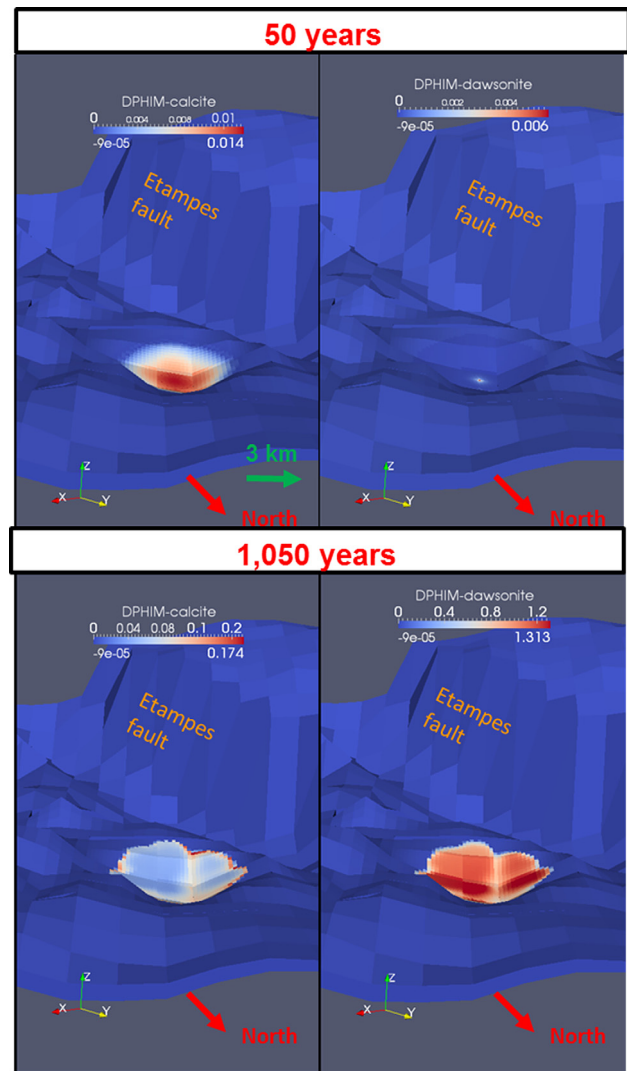 50 years
DPHIM-calcite
0 0.004 0.008 0.01
-9e-05 0.014
Etampes
fault
3 km
Z
X
Y
North
DPHIM-dawsonite
0 0.002 0.004
-9e-05 0.006
Etampes
fault
Z
X
Y
North
1,050 years
DPHIM-calcite
0 0.04 0.08 0.1 0.2
-9e-05 0.174
Etampes
fault
Z
X
Y
North
DPHIM-dawsonite
0 0.4 0.8 1.2
-9e-05 1.313
Etampes
fault
Z
X
Y
North